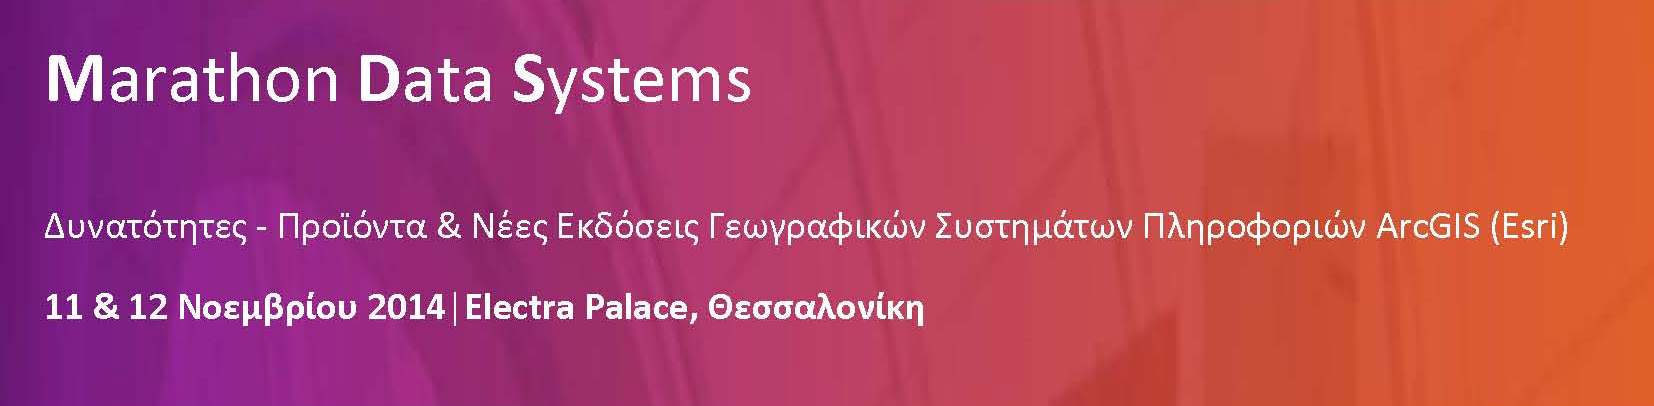 Marathon Data Systems
Δυνατότητες - Προϊόντα & Νέες Εκδόσεις Γεωγραφικών Συστημάτων Πληροφοριών ArcGIS (Esri)
11 & 12 Νοεμβρίου 2014|Electra Palace, Θεσσαλονίκη